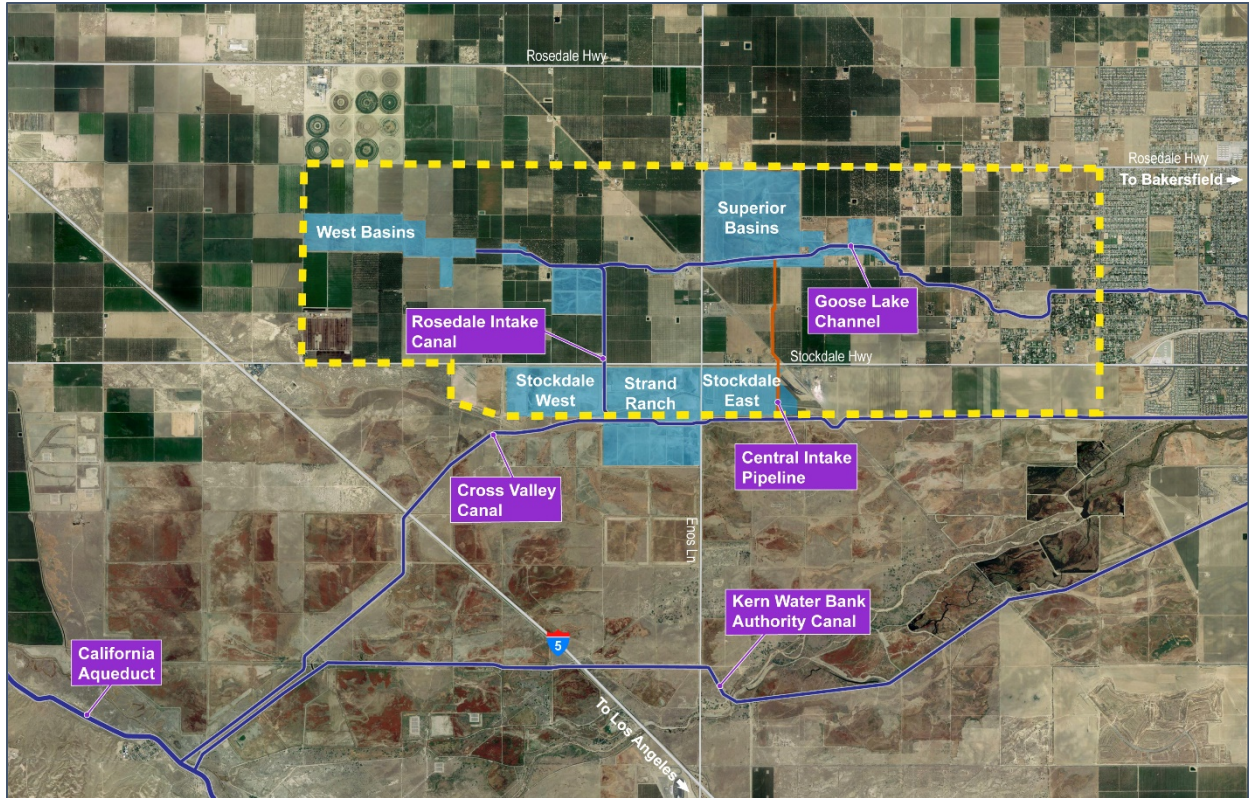 Rosedale Hwy
Rosedale Hwy
To Bakersfield
West Basins
Superior
Basins
Goose Lake
Channel
Rosedale Intake
Canal
Stockdale Hwy
Stockdale
West
Strand
Ranch
Stockdale
East
Central Intake
Pipeline
Cross Valley
Canal
Enos Ln
Kern Water Bank
Authority Canal
5
California
Aqueduct
To Los Angeles